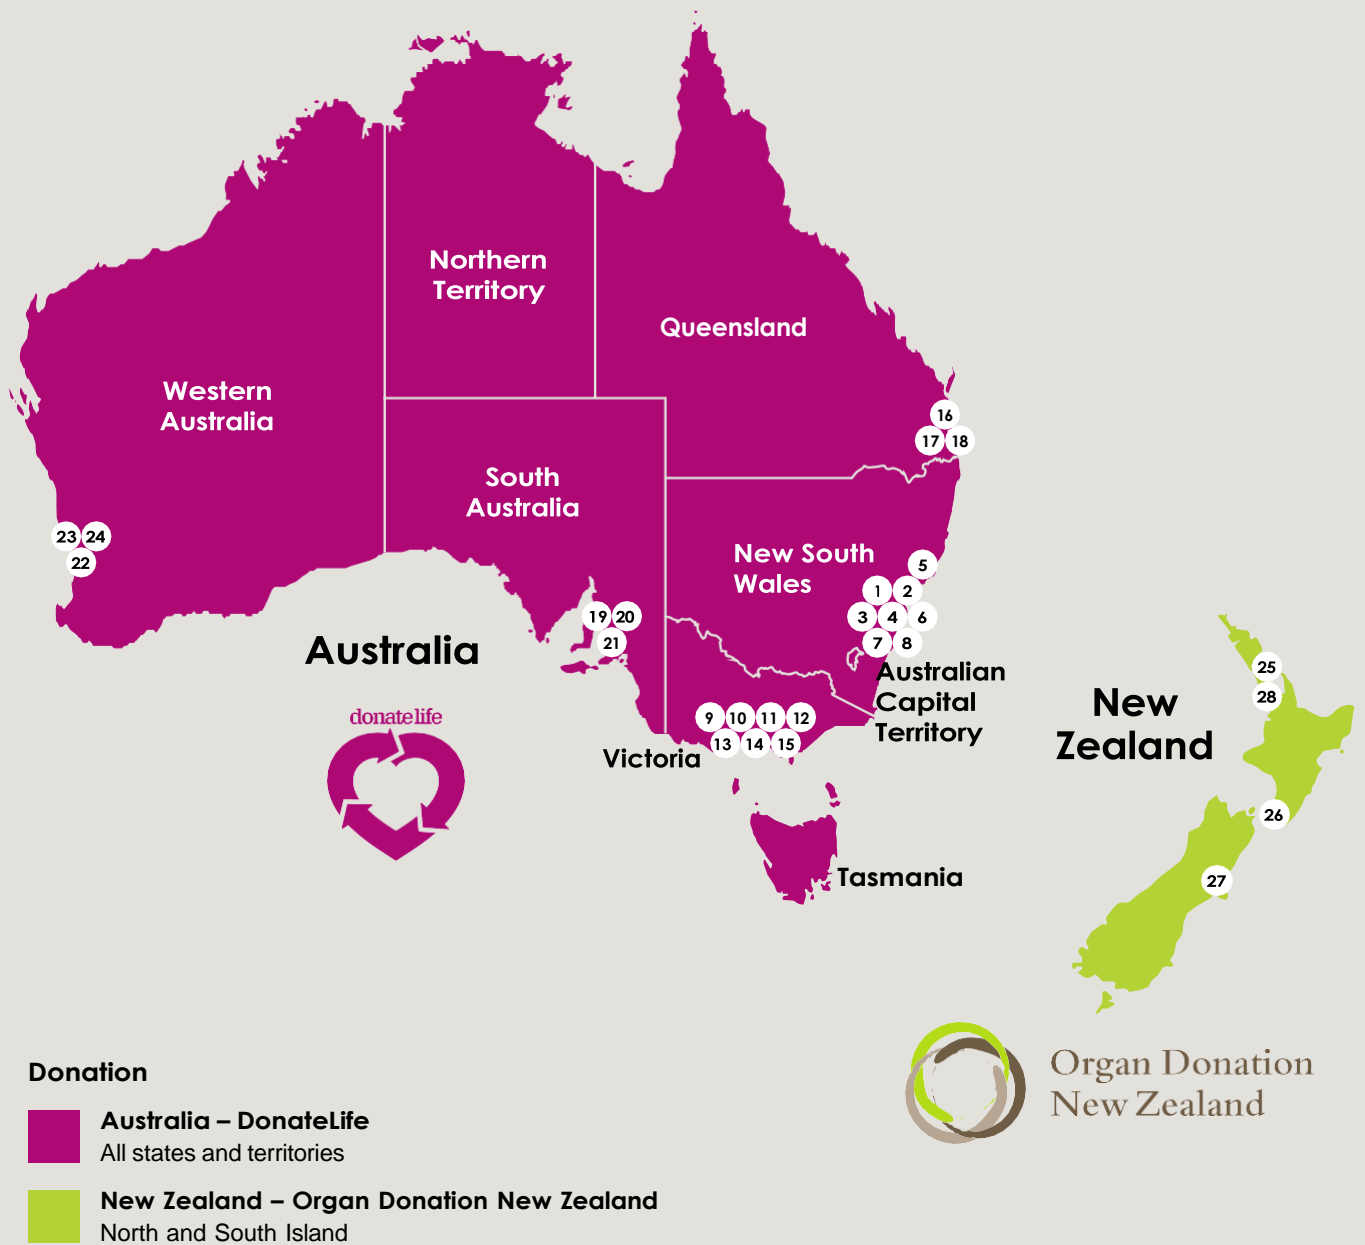 Northern
Territory
Queensland
Western
Australia
South
Australia
16
17 18
23 24
22
New South
Wales
5
1 2
3 4 6
7 8
19 20
21
Australia
Australian
Capital
Territory
9 10 11 12
13 14 15
Victoria
donatelife
Tasmania
New
Zealand
25
28
26
27
Organ Donation
New Zealand
Donation
Australia – DonateLife
All states and territories
New Zealand – Organ Donation New Zealand
North and South Island